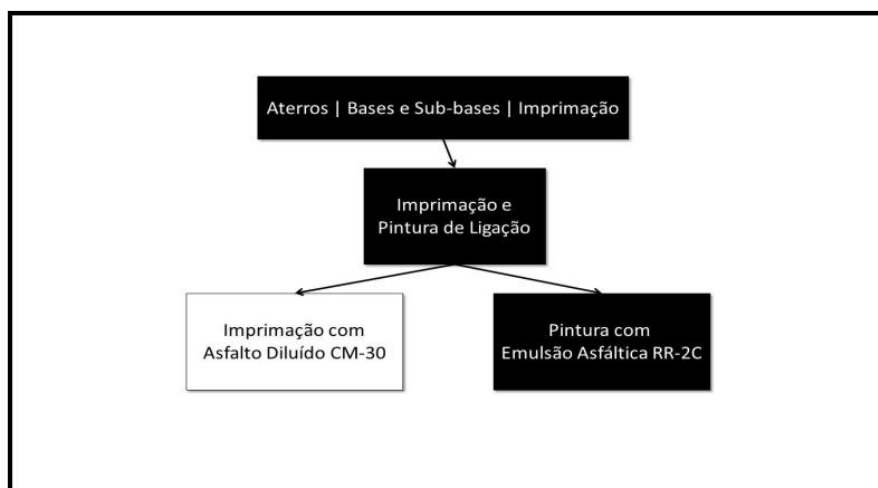 Aterros | Bases e Sub-bases | Imprimação
Imprimação e
Pintura de Ligação
Imprimação com
Asfalto Diluído CM-30
Pintura com
Emulsão Asfáltica RR-2C